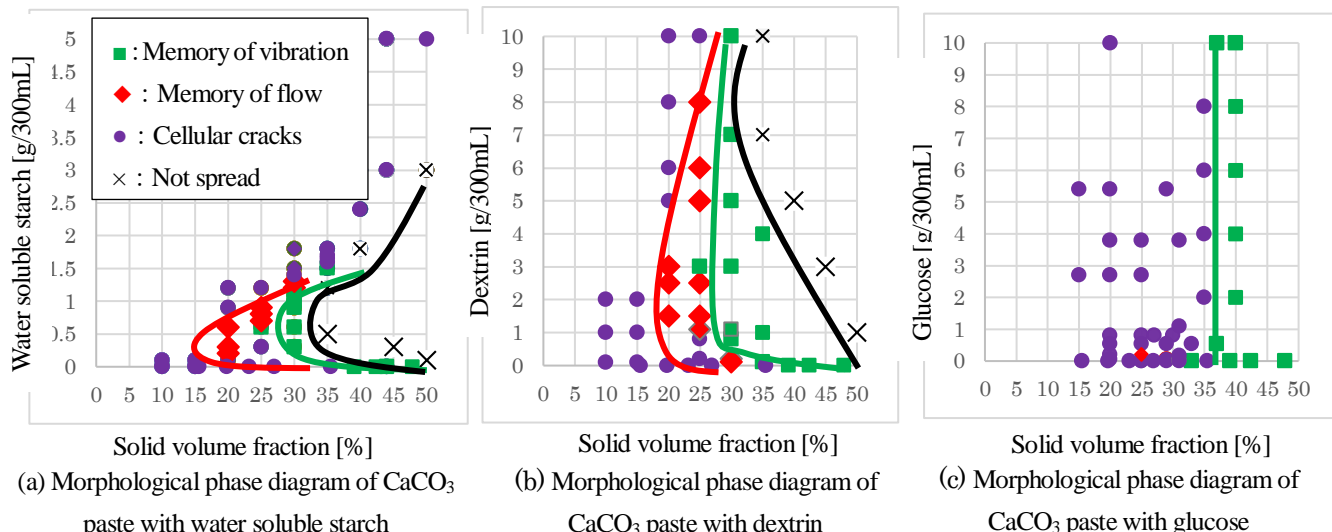 5
4.5
4
3.5
3
2.5
2
1.5
1
0.5
0
0 5 10 15 20 25 30 35 40 45 50
Water soluble starch [g/300mL]
: Memory of vibration
: Memory of flow
: Cellular cracks
: Not spread
Solid volume fraction [%]
(a) Morphological phase diagram of CaCO₃
paste with water soluble starch
10
9
8
7
6
5
4
3
2
1
0
0 5 10 15 20 25 30 35 40 45 50
Dextrin [g/300mL]
Solid volume fraction [%]
(b) Morphological phase diagram of
CaCO₃ paste with dextrin
10
9
8
7
6
5
4
3
2
1
0
0 5 10 15 20 25 30 35 40 45 50
Glucose [g/300mL]
Solid volume fraction [%]
(c) Morphological phase diagram of
CaCO₃ paste with glucose